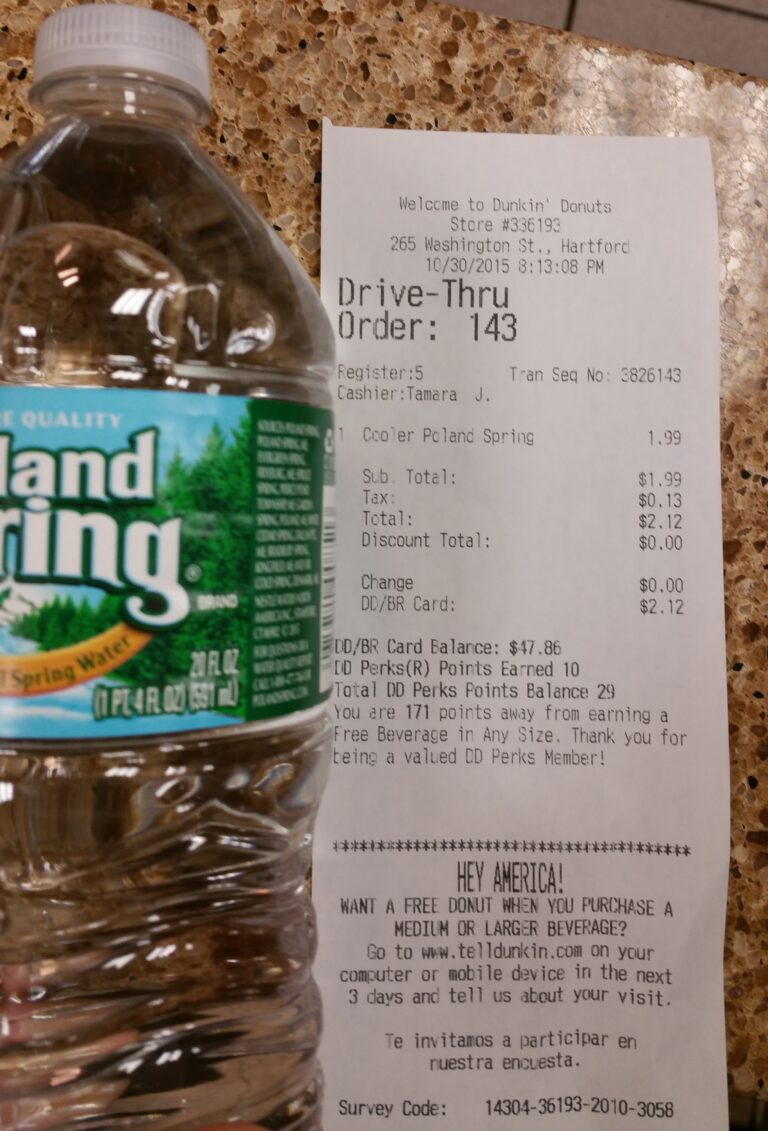 RE QUALITY
land
ring
BRAND
Spring Water
20 FL OZ
(1 PT, 4 FL OZ) (591 mL)
Welcome to Dunkin' Donuts
Store #336193
265 Washington St., Hartford
10/30/2015 8:13:08 PM
Drive-Thru
Order: 143
Register:5 Tran Seq No: 3826143
Cashier:Tamara J.
1 Cooler Poland Spring 1.99
Sub. Total: $1.99
Tax: $0.13
Total: $2.12
Discount Total: $0.00
Change $0.00
DD/BR Card: $2.12
DD/BR Card Balance: $47.86
DD Perks(R) Points Earned 10
Total DD Perks Points Balance 29
You are 171 points away from earning a
Free Beverage in Any Size. Thank you for
being a valued DD Perks Member!
****************************************
HEY AMERICA!
WANT A FREE DONUT WHEN YOU PURCHASE A
MEDIUM OR LARGER BEVERAGE?
Go to www.telldunkin.com on your
computer or mobile device in the next
3 days and tell us about your visit.
Te invitamos a participar en
nuestra encuesta.
Survey Code: 14304-36193-2010-3058